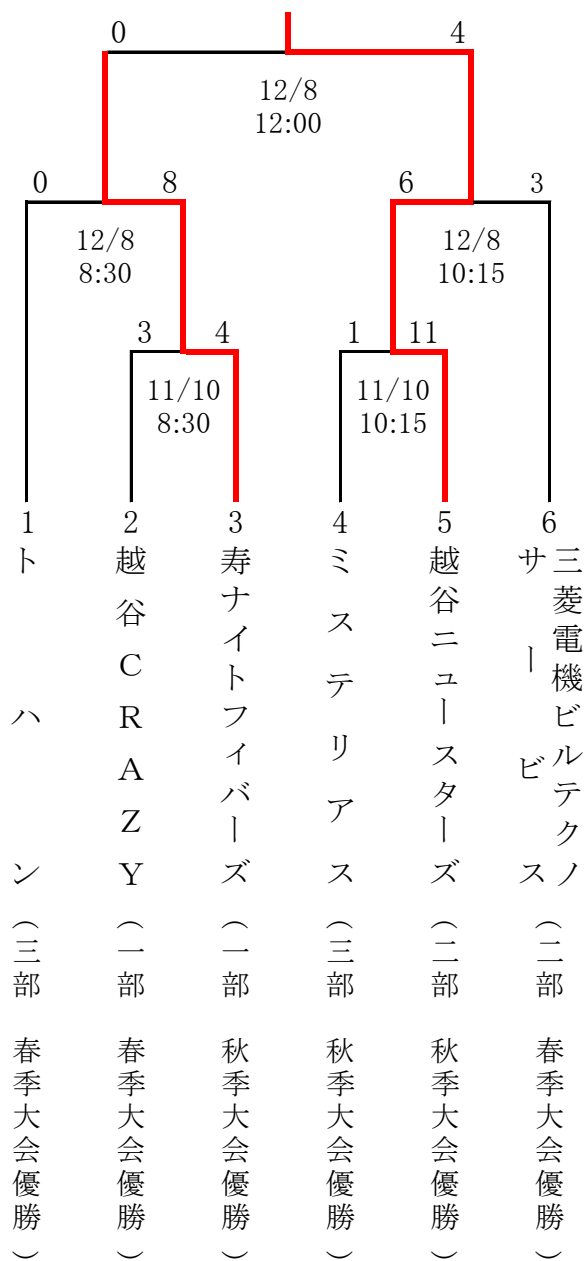 0 4
12/8
12:00
0 8 6 3
12/8 12/8
8:30 10:15
3 4 1 11
11/10 11/10
8:30 10:15
1 2 3 4 5 6
トハン（三部 春季大会優勝）
越谷CRAZY（一部 春季大会優勝）
寿ナイトフィバーズ（一部 秋季大会優勝）
ミステリアス（三部 秋季大会優勝）
越谷ニュースターズ（二部 秋季大会優勝）
三菱電機ビルテクノ
サービス（二部 春季大会優勝）